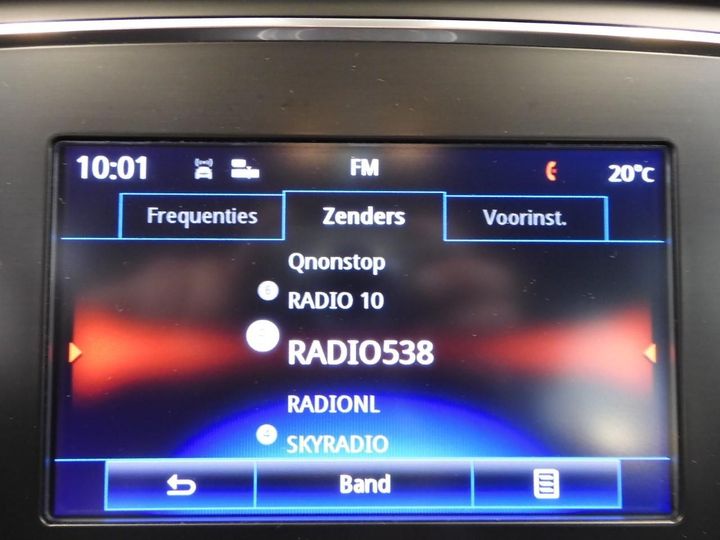 10:01 FM 20°C
Frequenties Zenders Voorinst.
Qnonstop
RADIO 10
RADIO538
RADIONL
SKYRADIO
Band